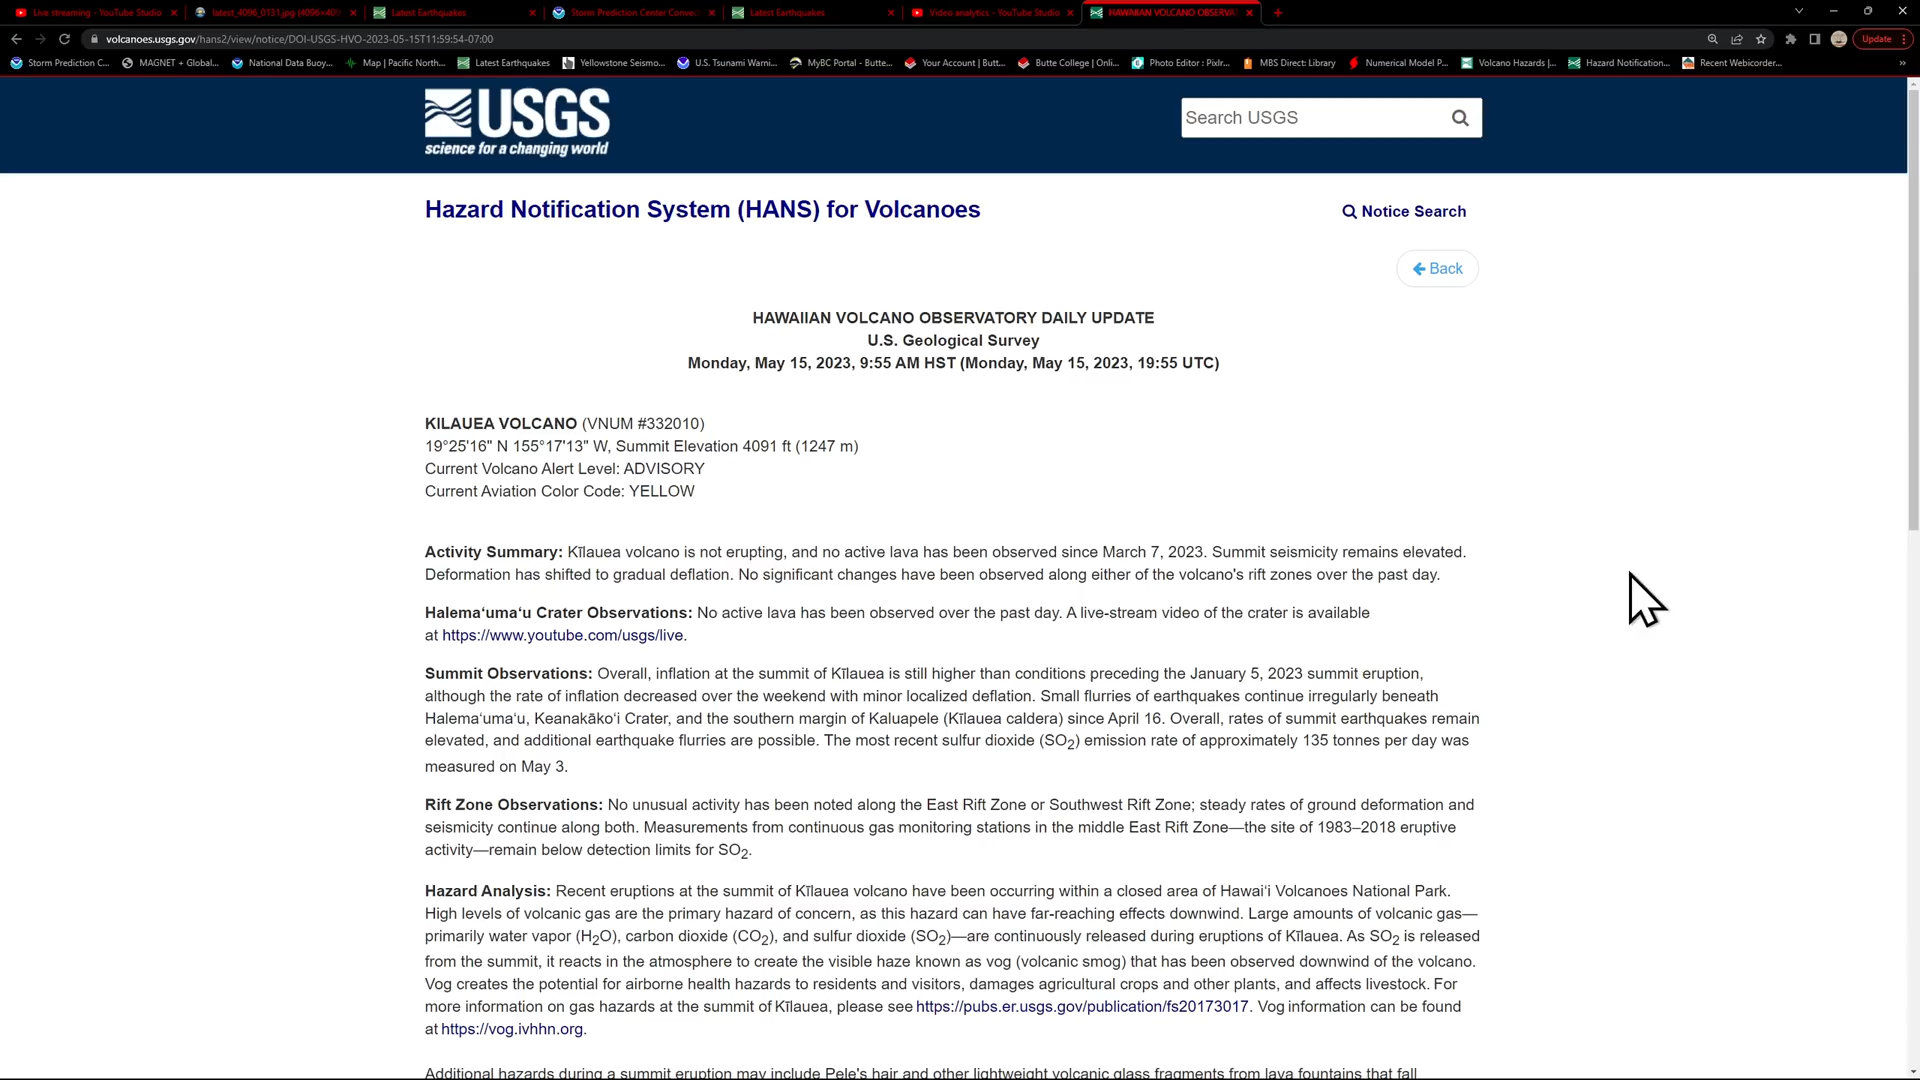 Live streaming - YouTube Studio
latest_4096_0131.jpg (4096×40
Latest Earthquakes
Storm Prediction Center Conve
Latest Earthquakes
Video analytics - YouTube Studio
HAWAIIAN VOLCANO OBSERVA
volcanoes.usgs.gov/hans2/view/notice/DOI-USGS-HVO-2023-05-15T11:59:54-07:00
Update
Storm Prediction C...
MAGNET + Global...
National Data Buoy...
Map | Pacific North...
Latest Earthquakes
Yellowstone Seismo...
U.S. Tsunami Warni...
MyBC Portal - Butte...
Your Account | Butt...
Butte College | Onli...
Photo Editor : Pixlr...
MBS Direct Library
Numerical Model P...
Volcano Hazards |...
Hazard Notification...
Recent Webicorder...
USGS
science for a changing world
Search USGS
Hazard Notification System (HANS) for Volcanoes
Notice Search
Back
HAWAIIAN VOLCANO OBSERVATORY DAILY UPDATE
U.S. Geological Survey
Monday, May 15, 2023, 9:55 AM HST (Monday, May 15, 2023, 19:55 UTC)
KILAUEA VOLCANO (VNUM #332010)
19°25'16" N 155°17'13" W, Summit Elevation 4091 ft (1247 m)
Current Volcano Alert Level: ADVISORY
Current Aviation Color Code: YELLOW
Activity Summary: Kīlauea volcano is not erupting, and no active lava has been observed since March 7, 2023. Summit seismicity remains elevated.
Deformation has shifted to gradual deflation. No significant changes have been observed along either of the volcano's rift zones over the past day.
Halemaʻumaʻu Crater Observations: No active lava has been observed over the past day. A live-stream video of the crater is available
at https://www.youtube.com/usgs/live.
Summit Observations: Overall, inflation at the summit of Kīlauea is still higher than conditions preceding the January 5, 2023 summit eruption,
although the rate of inflation decreased over the weekend with minor localized deflation. Small flurries of earthquakes continue irregularly beneath
Halemaʻumaʻu, Keanakākoʻi Crater, and the southern margin of Kaluapele (Kīlauea caldera) since April 16. Overall, rates of summit earthquakes remain
elevated, and additional earthquake flurries are possible. The most recent sulfur dioxide (SO2) emission rate of approximately 135 tonnes per day was
measured on May 3.
Rift Zone Observations: No unusual activity has been noted along the East Rift Zone or Southwest Rift Zone; steady rates of ground deformation and
seismicity continue along both. Measurements from continuous gas monitoring stations in the middle East Rift Zone—the site of 1983–2018 eruptive
activity—remain below detection limits for SO2.
Hazard Analysis: Recent eruptions at the summit of Kīlauea volcano have been occurring within a closed area of Hawaiʻi Volcanoes National Park.
High levels of volcanic gas are the primary hazard of concern, as this hazard can have far-reaching effects downwind. Large amounts of volcanic gas—
primarily water vapor (H2O), carbon dioxide (CO2), and sulfur dioxide (SO2)—are continuously released during eruptions of Kīlauea. As SO2 is released
from the summit, it reacts in the atmosphere to create the visible haze known as vog (volcanic smog) that has been observed downwind of the volcano.
Vog creates the potential for airborne health hazards to residents and visitors, damages agricultural crops and other plants, and affects livestock. For
more information on gas hazards at the summit of Kīlauea, please see https://pubs.er.usgs.gov/publication/fs20173017. Vog information can be found
at https://vog.ivhhn.org.
Additional hazards during a summit eruption may include Pele's hair and other lightweight volcanic glass fragments from lava fountains that fall